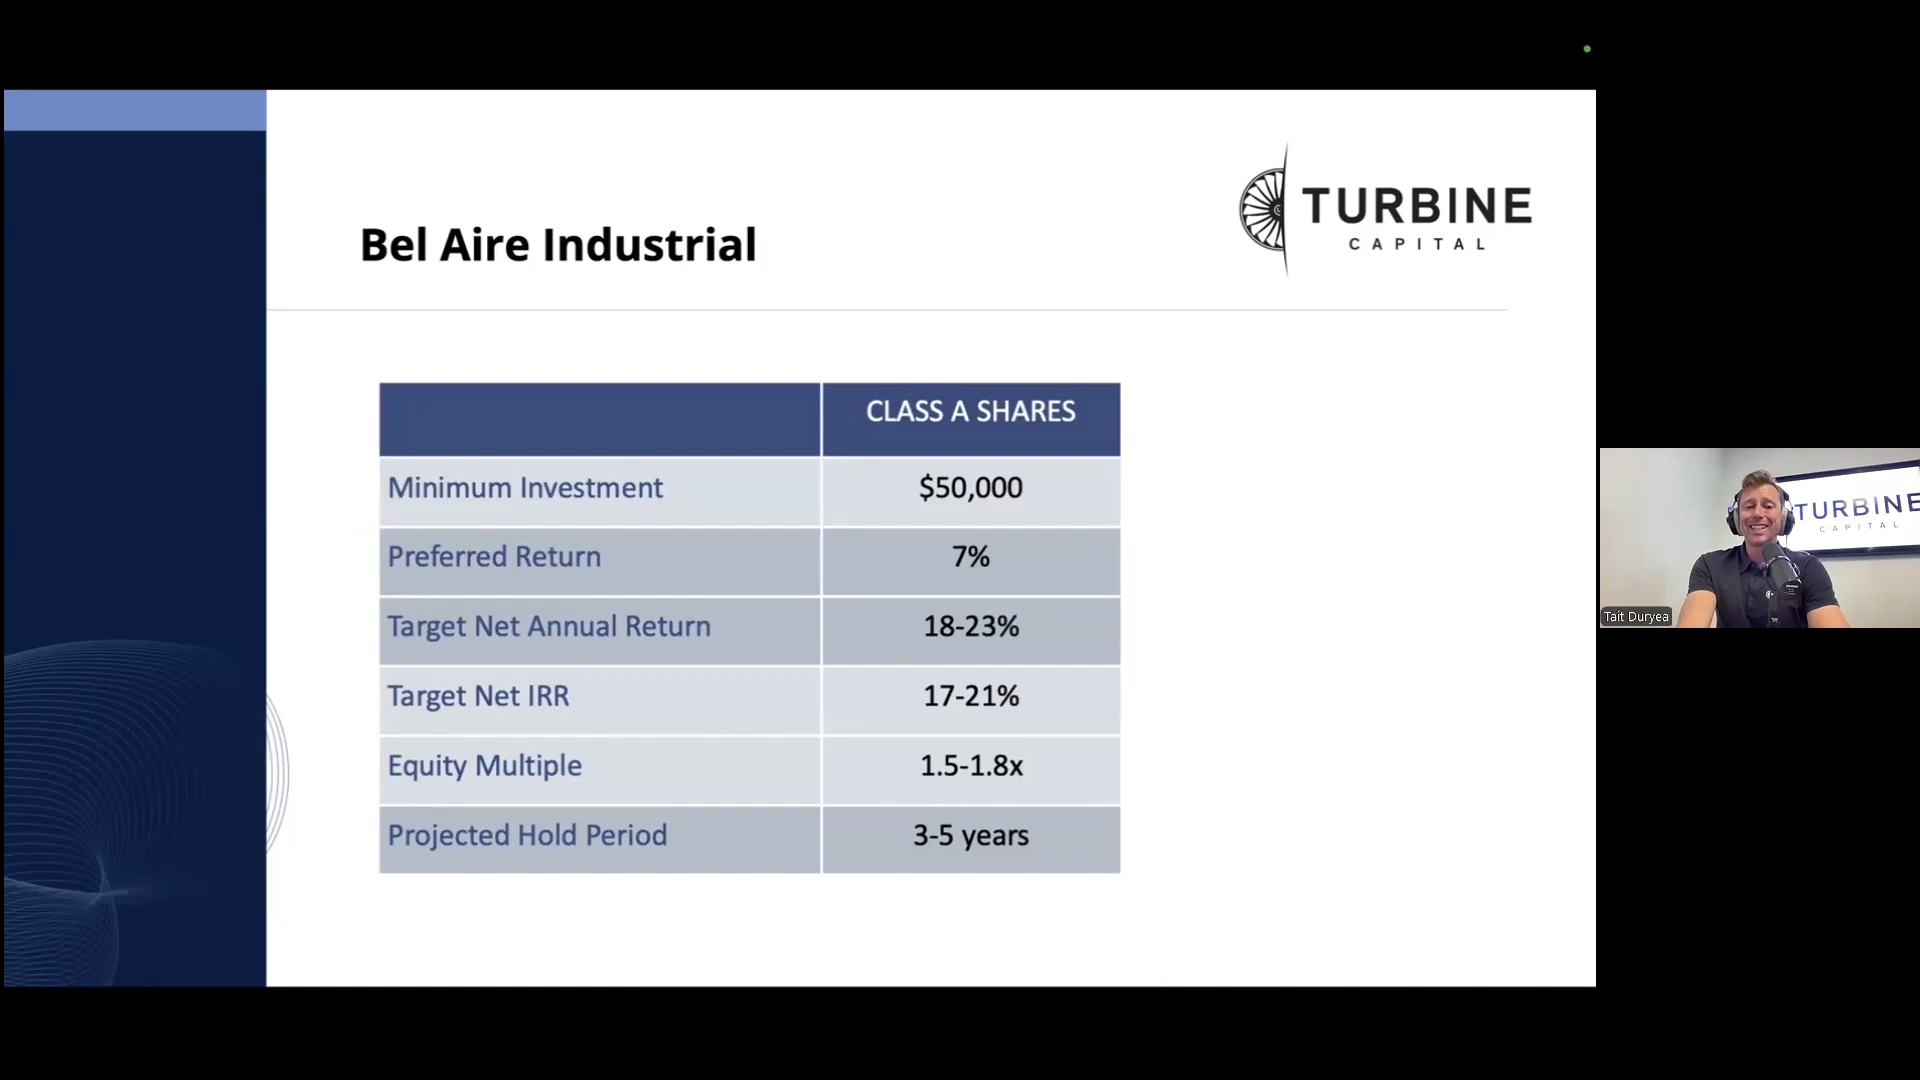 TURBINE
CAPITAL
Bel Aire Industrial
CLASS A SHARES
Minimum Investment $50,000
Preferred Return 7%
Target Net Annual Return 18-23%
Target Net IRR 17-21%
Equity Multiple 1.5-1.8x
Projected Hold Period 3-5 years
TURBINE
CAPITAL
Tait Duryea